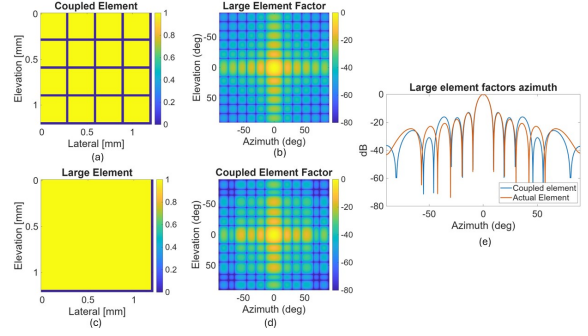 Coupled Element
Elevation [mm]
0
0.5
1
0
0.5
1
Lateral [mm]
1
0.8
0.6
0.4
0.2
0
(a)
Large Element Factor
Elevation (deg)
-50
0
50
-50
0
50
Azimuth (deg)
0
-20
-40
-60
-80
(b)
Large Element
Elevation [mm]
0
0.5
1
0
0.5
1
Lateral [mm]
1
0.8
0.6
0.4
0.2
0
(c)
Coupled Element Factor
Elevation (deg)
-50
0
50
-50
0
50
Azimuth (deg)
0
-20
-40
-60
-80
(d)
Large element factors azimuth
dB
0
-20
-40
-60
-80
-50
0
50
Azimuth (deg)
Coupled element
Actual Element
(e)